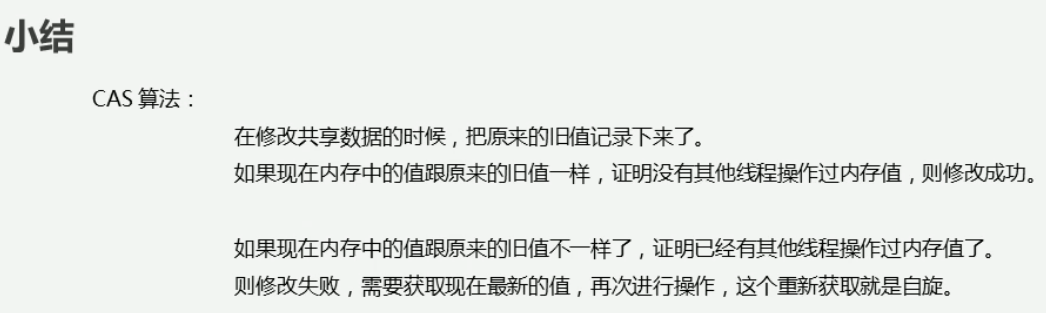 小结
CAS 算法：
在修改共享数据的时候，把原来的旧值记录下来了。
如果现在内存中的值跟原来的旧值一样，证明没有其他线程操作过内存值，则修改成功。
如果现在内存中的值跟原来的旧值不一样了，证明已经有其他线程操作过内存值了。
则修改失败，需要获取现在最新的值，再次进行操作，这个重新获取就是自旋。